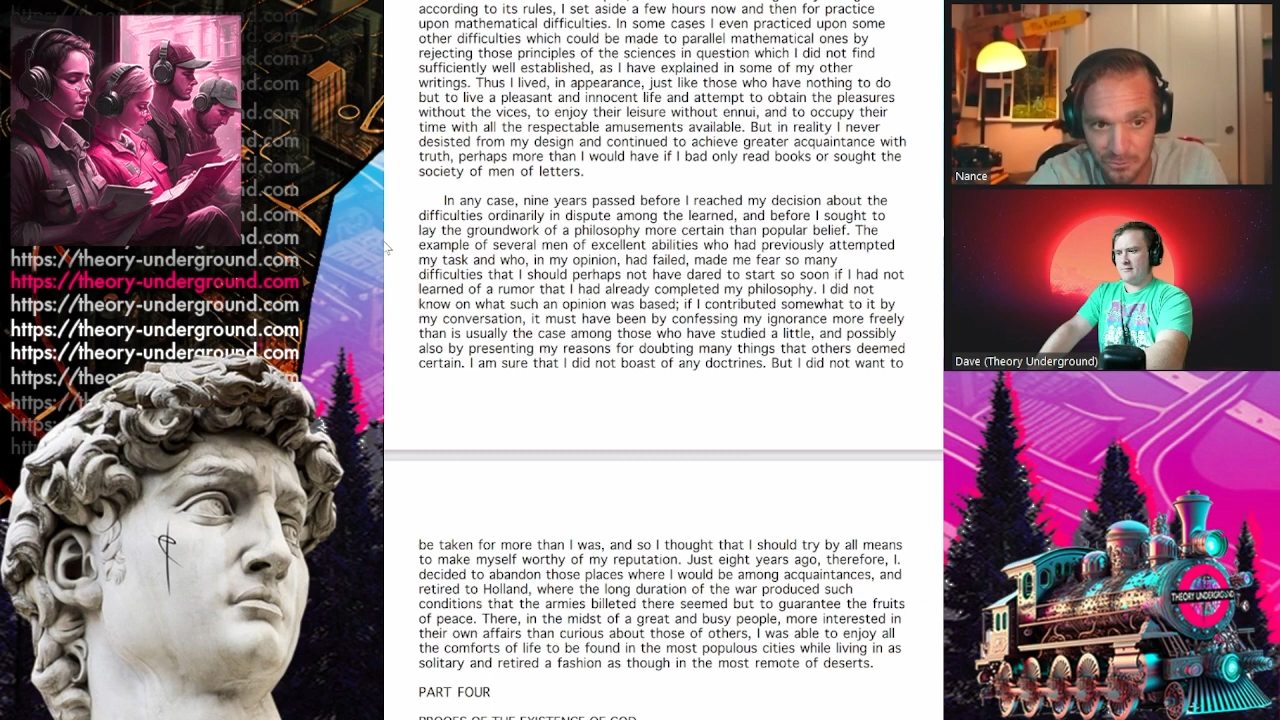 https://theory-underground.com
https://theory-underground.com
https://theory-underground.com
https://theory-underground.com
https://theory-underground.com
according to its rules, I set aside a few hours now and then for practice
upon mathematical difficulties. In some cases I even practiced upon some
other difficulties which could be made to parallel mathematical ones by
rejecting those principles of the sciences in question which I did not find
sufficiently well established, as I have explained in some of my other
writings. Thus I lived, in appearance, just like those who have nothing to do
but to live a pleasant and innocent life and attempt to obtain the pleasures
without the vices, to enjoy their leisure without ennui, and to occupy their
time with all the respectable amusements available. But in reality I never
desisted from my design and continued to achieve greater acquaintance with
truth, perhaps more than I would have if I bad only read books or sought the
society of men of letters.
In any case, nine years passed before I reached my decision about the
difficulties ordinarily in dispute among the learned, and before I sought to
lay the groundwork of a philosophy more certain than popular belief. The
example of several men of excellent abilities who had previously attempted
my task and who, in my opinion, had failed, made me fear so many
difficulties that I should perhaps not have dared to start so soon if I had not
learned of a rumor that I had already completed my philosophy. I did not
know on what such an opinion was based; if I contributed somewhat to it by
my conversation, it must have been by confessing my ignorance more freely
than is usually the case among those who have studied a little, and possibly
also by presenting my reasons for doubting many things that others deemed
certain. I am sure that I did not boast of any doctrines. But I did not want to
be taken for more than I was, and so I thought that I should try by all means
to make myself worthy of my reputation. Just eight years ago, therefore, I.
decided to abandon those places where I would be among acquaintances, and
retired to Holland, where the long duration of the war produced such
conditions that the armies billeted there seemed but to guarantee the fruits
of peace. There, in the midst of a great and busy people, more interested in
their own affairs than curious about those of others, I was able to enjoy all
the comforts of life to be found in the most populous cities while living in as
solitary and retired a fashion as though in the most remote of deserts.
PART FOUR
PROOFS OF THE EXISTENCE OF GOD
Nance
Dave (Theory Underground)
THEORY UNDERGROUND